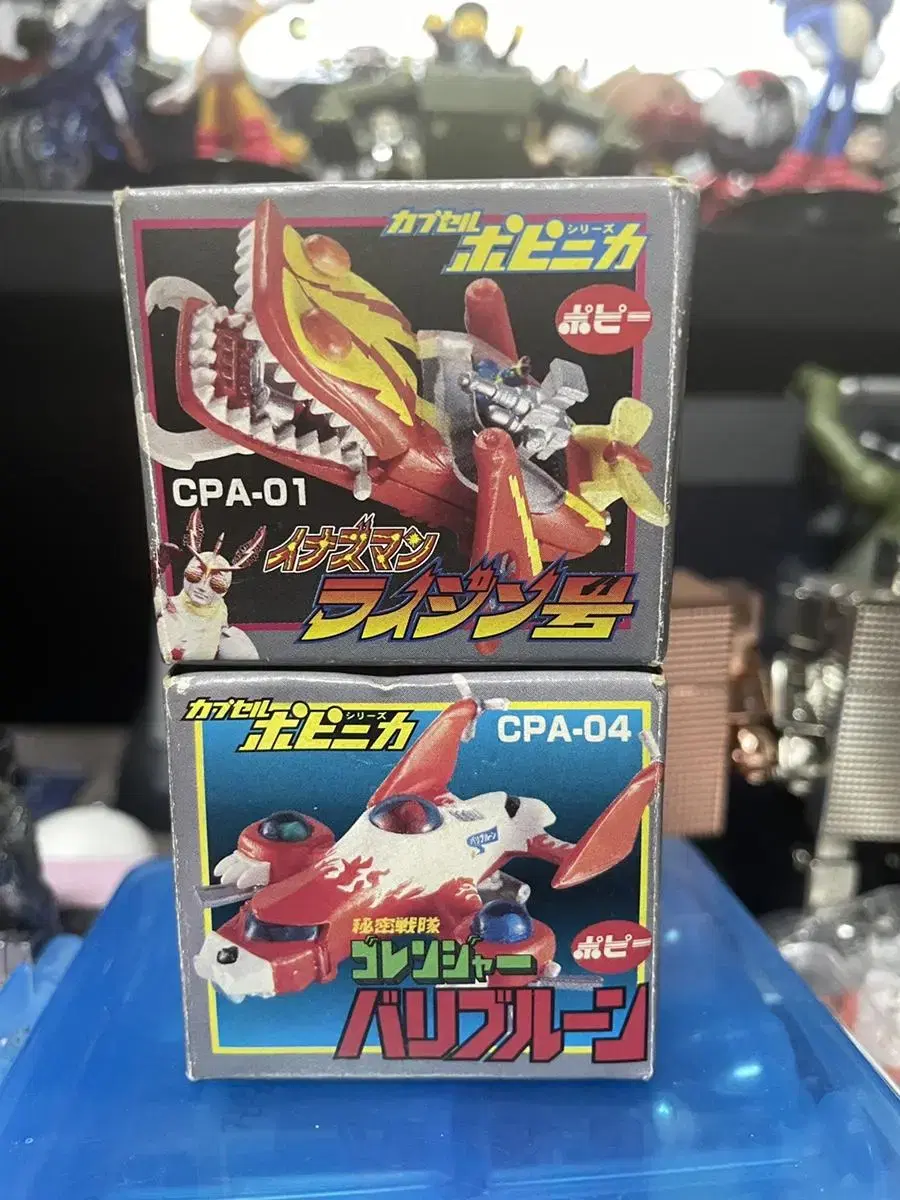 カプセル
ポピニカ
シリーズ
ポピー
CPA-01
イナズマン
ライジン号
カプセル
ポピニカ
シリーズ
CPA-04
バリブルーン
秘密戦隊
ゴレンジャー
ポピー
バリブルーン